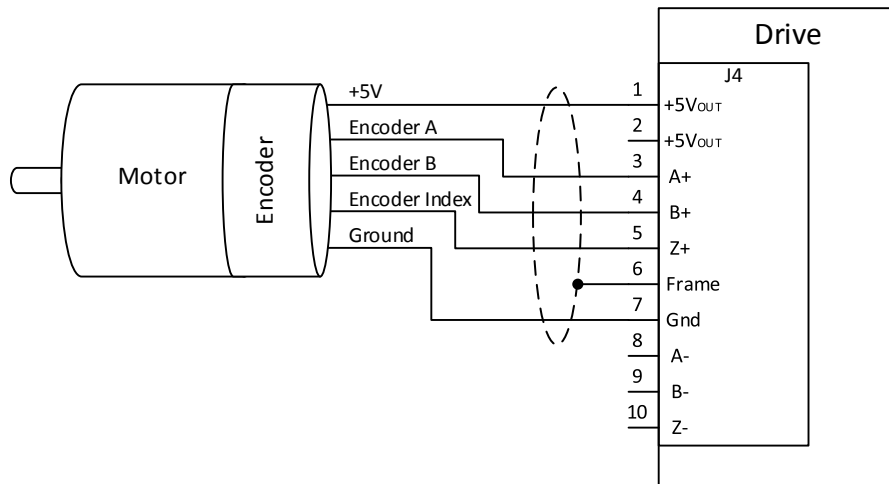 Drive
J4
Motor
Encoder
+5V
Encoder A
Encoder B
Encoder Index
Ground
1 +5VOUT
2 +5VOUT
3 A+
4 B+
5 Z+
6 Frame
7 Gnd
8 A-
9 B-
10 Z-